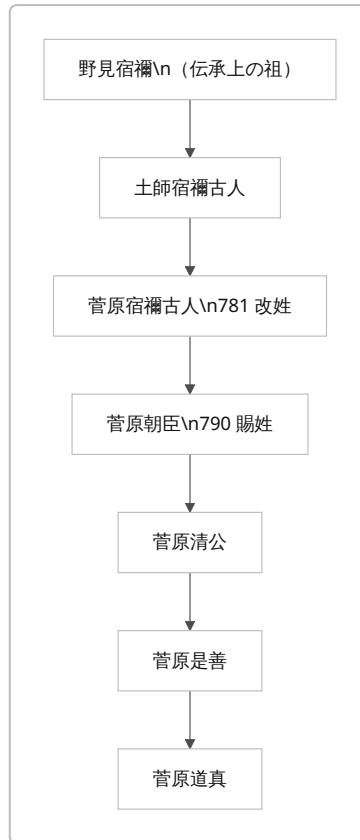 野見宿禰\n（伝承上の祖）
土師宿禰古人
菅原宿禰古人\n781 改姓
菅原朝臣\n790 賜姓
菅原清公
菅原是善
菅原道真